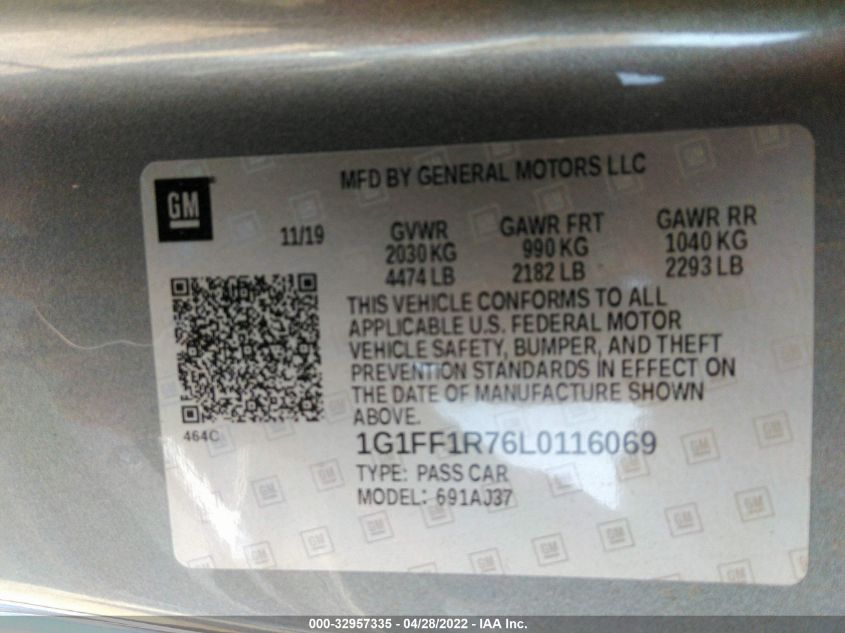 MFD BY GENERAL MOTORS LLC
GM
11/19
GVWR GAWR FRT GAWR RR
2030 KG 990 KG 1040 KG
4474 LB 2182 LB 2293 LB
THIS VEHICLE CONFORMS TO ALL
APPLICABLE U.S. FEDERAL MOTOR
VEHICLE SAFETY, BUMPER, AND THEFT
PREVENTION STANDARDS IN EFFECT ON
THE DATE OF MANUFACTURE SHOWN
ABOVE.
464C
1G1FF1R76L0116069
TYPE: PASS CAR
MODEL: 691AJ37
000-32957335 - 04/28/2022 - IAA Inc.